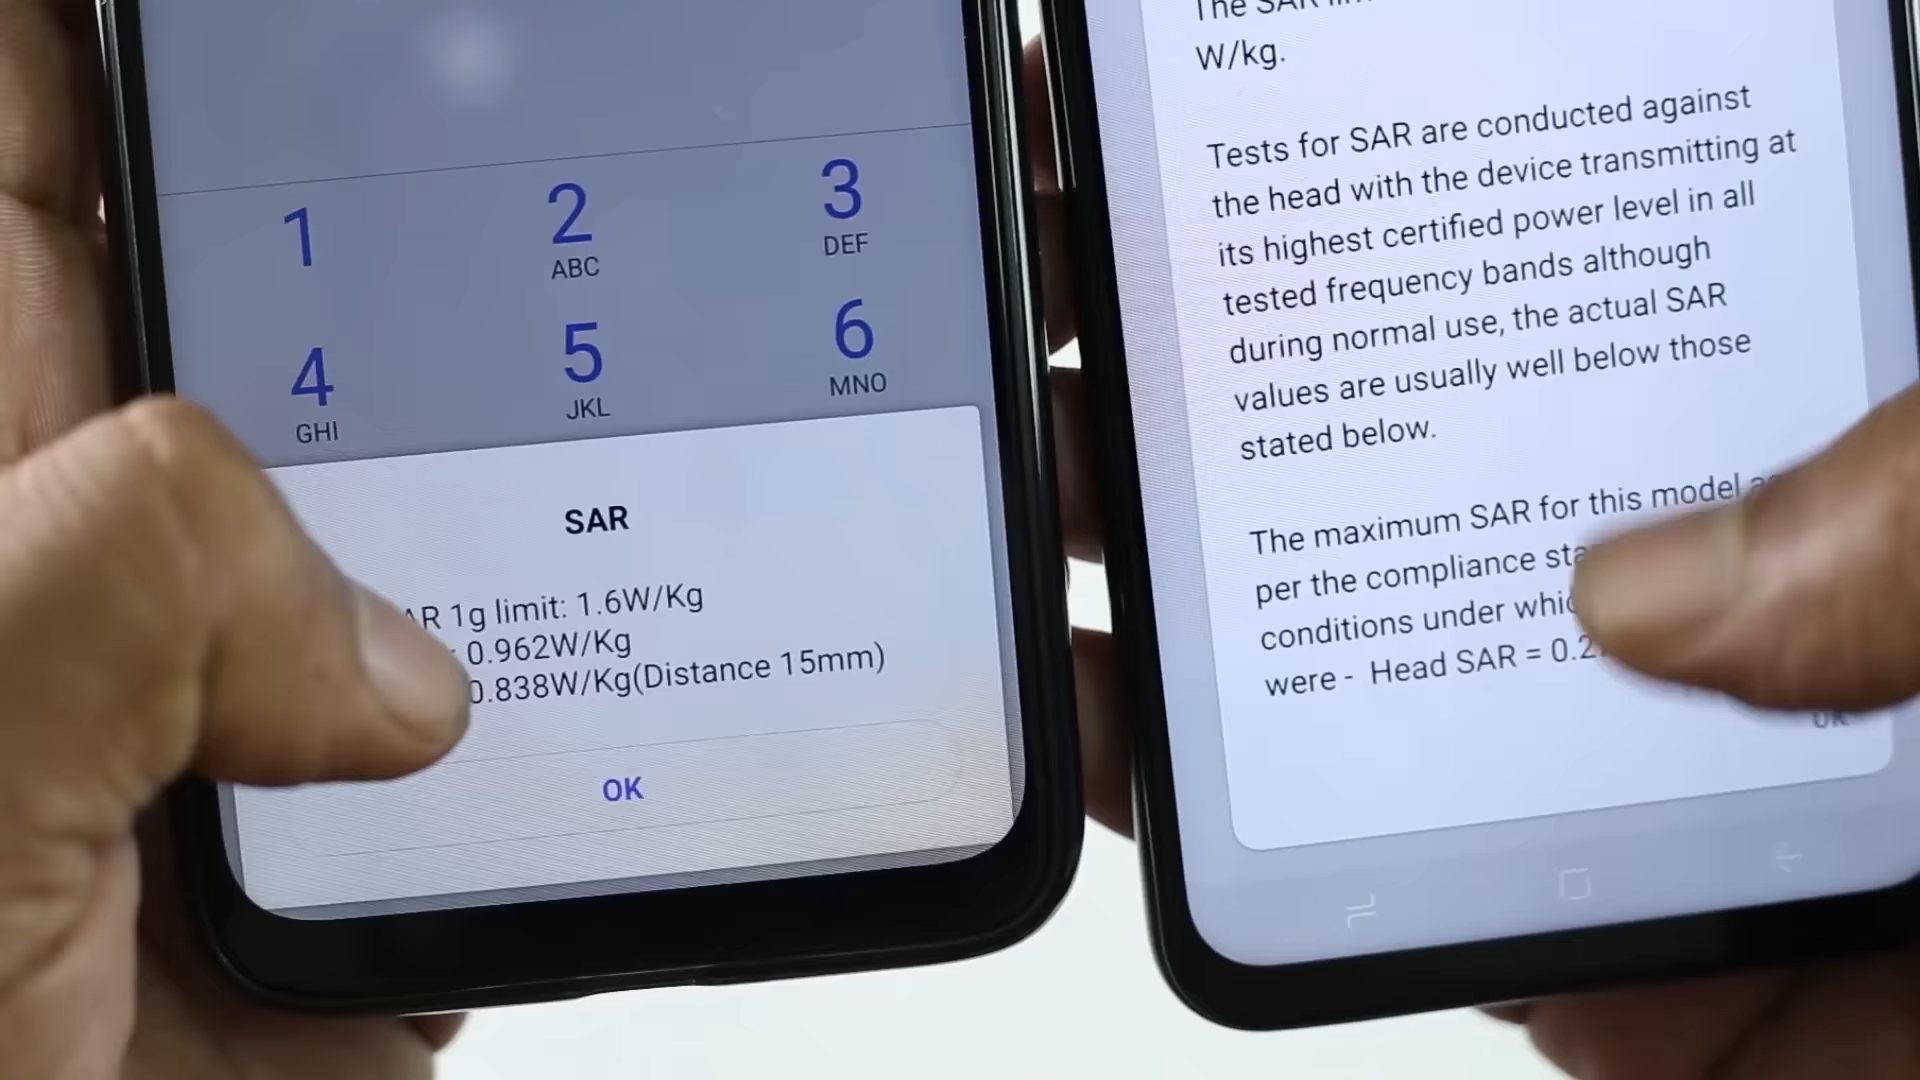 1
2
ABC
3
DEF
4
GHI
5
JKL
6
MNO
SAR
1g limit: 1.6W/Kg
0.962W/Kg
0.838W/Kg(Distance 15mm)
OK
The SAR
W/kg.
Tests for SAR are conducted against
the head with the device transmitting at
its highest certified power level in all
tested frequency bands although
during normal use, the actual SAR
values are usually well below those
stated below.
The maximum SAR for this model
per the compliance
conditions under
were - Head SAR =
OK